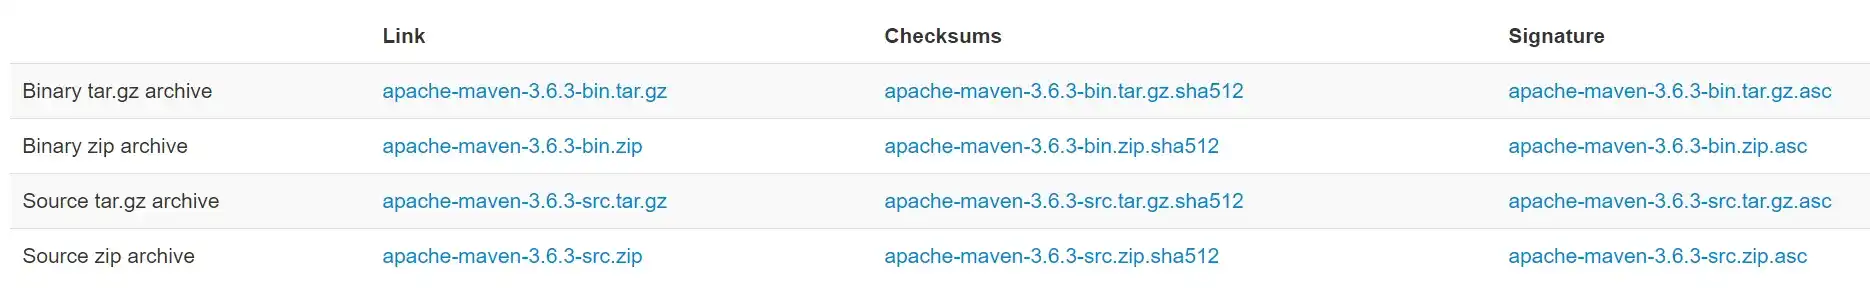 Link Checksums Signature
Binary tar.gz archive apache-maven-3.6.3-bin.tar.gz apache-maven-3.6.3-bin.tar.gz.sha512 apache-maven-3.6.3-bin.tar.gz.asc
Binary zip archive apache-maven-3.6.3-bin.zip apache-maven-3.6.3-bin.zip.sha512 apache-maven-3.6.3-bin.zip.asc
Source tar.gz archive apache-maven-3.6.3-src.tar.gz apache-maven-3.6.3-src.tar.gz.sha512 apache-maven-3.6.3-src.tar.gz.asc
Source zip archive apache-maven-3.6.3-src.zip apache-maven-3.6.3-src.zip.sha512 apache-maven-3.6.3-src.zip.asc